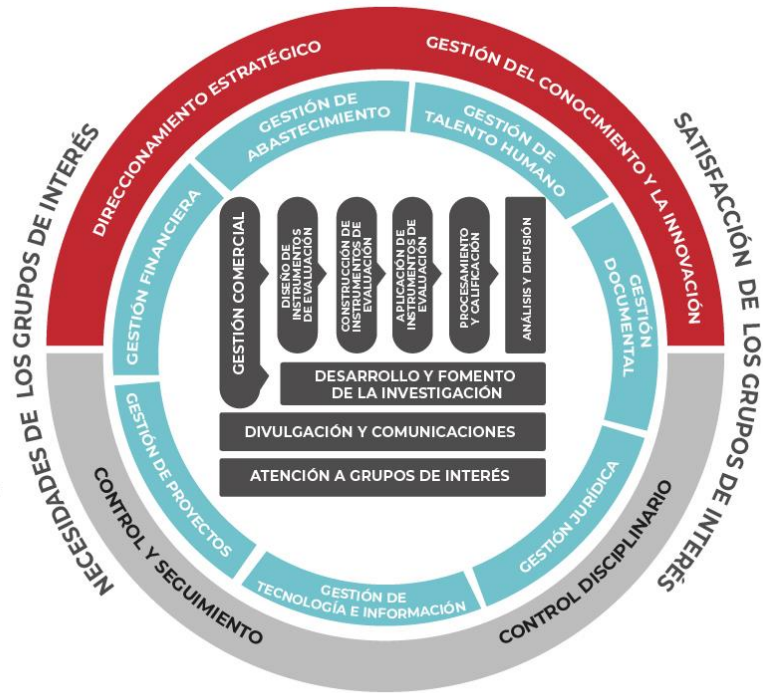 NECESIDADES DE LOS GRUPOS DE INTERÉS
DIRECCIONAMIENTO ESTRATÉGICO
GESTIÓN DEL CONOCIMIENTO Y LA INNOVACIÓN
SATISFACCIÓN DE LOS GRUPOS DE INTERÉS
GESTIÓN FINANCIERA
GESTIÓN DE
ABASTECIMIENTO
GESTIÓN DE
TALENTO HUMANO
GESTIÓN
DOCUMENTAL
GESTIÓN COMERCIAL
DISEÑO DE
INSTRUMENTOS
DE EVALUACIÓN
CONSTRUCCIÓN DE
INSTRUMENTOS DE
EVALUACIÓN
APLICACIÓN DE
INSTRUMENTOS DE
EVALUACIÓN
PROCESAMIENTO
Y CALIFICACIÓN
ANÁLISIS Y DIFUSIÓN
DESARROLLO Y FOMENTO
DE LA INVESTIGACIÓN
DIVULGACIÓN Y COMUNICACIONES
ATENCIÓN A GRUPOS DE INTERÉS
GESTIÓN DE PROYECTOS
GESTIÓN DE
TECNOLOGÍA E INFORMACIÓN
GESTIÓN JURÍDICA
CONTROL Y SEGUIMIENTO
CONTROL DISCIPLINARIO